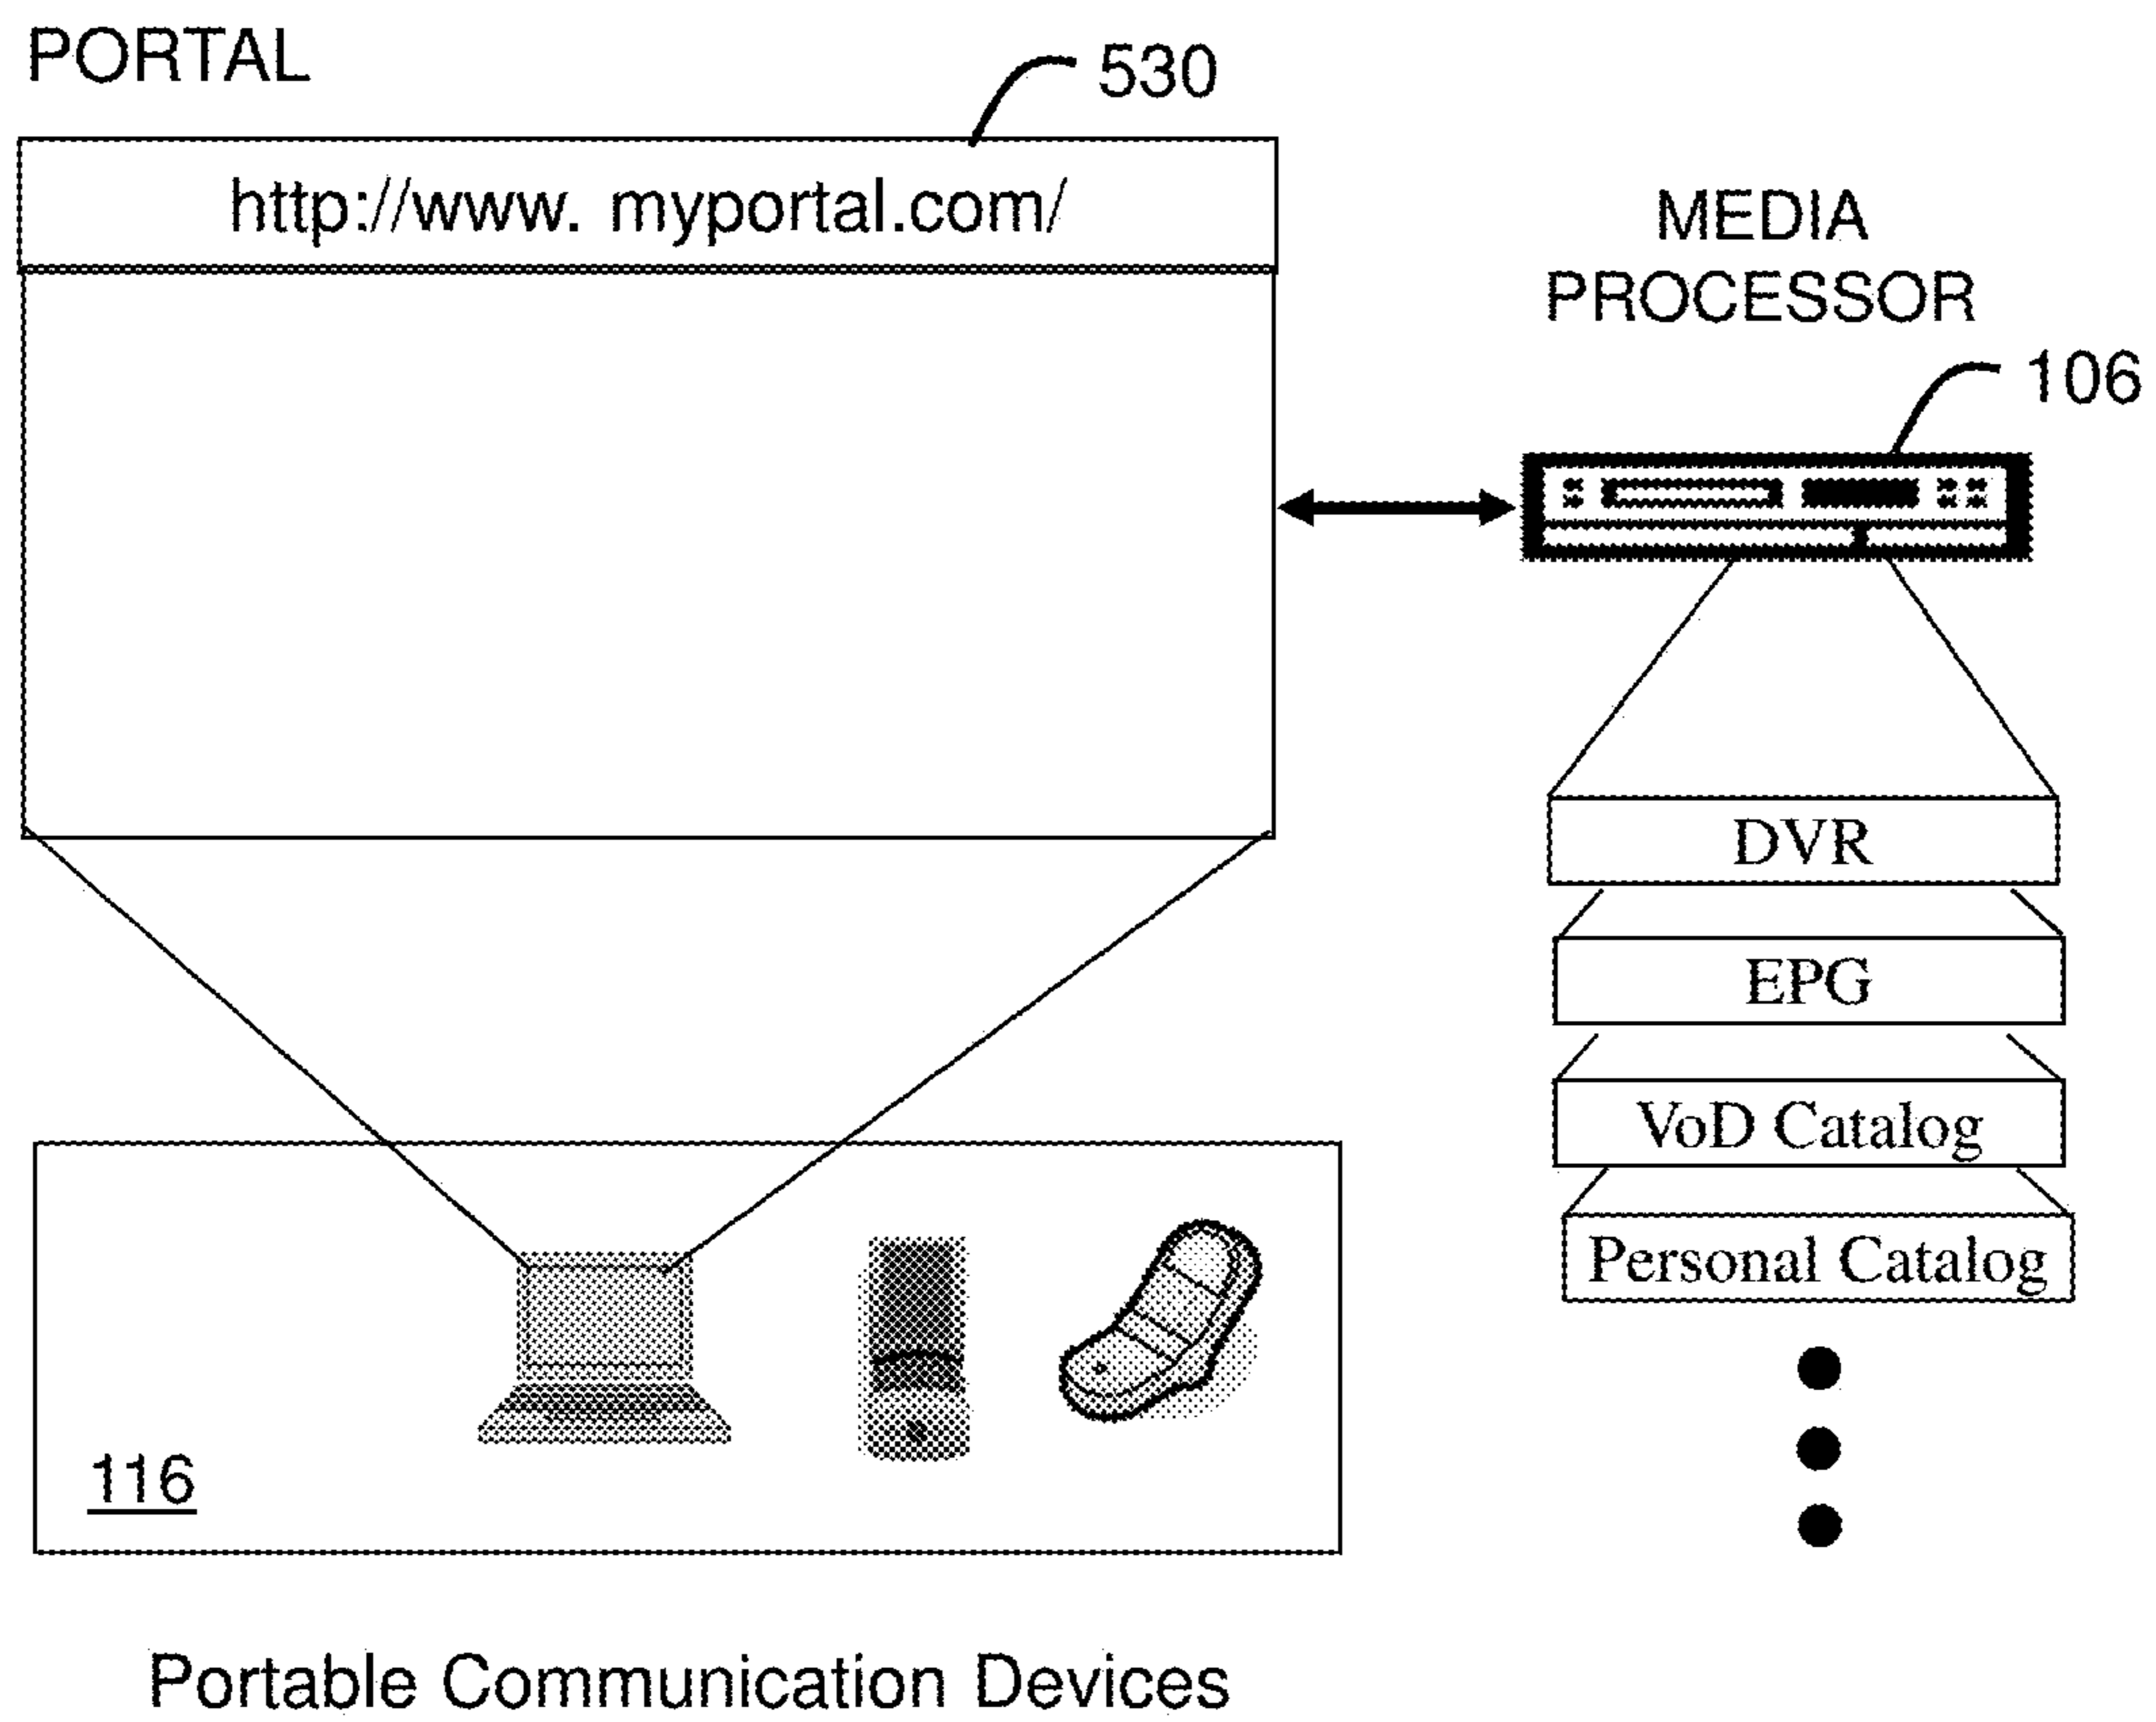 PORTAL
530
http://www. myportal.com/
MEDIA
PROCESSOR
106
DVR
EPG
VoD Catalog
Personal Catalog
116
Portable Communication Devices